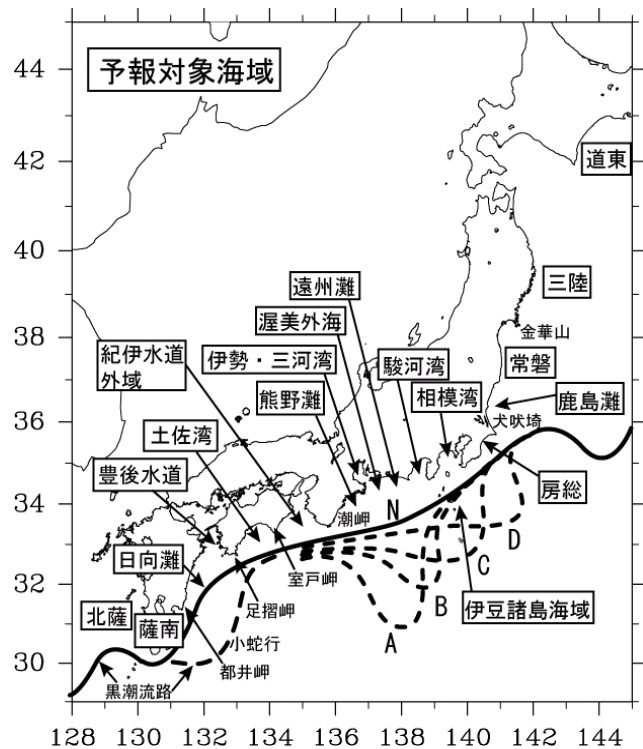 予報対象海域
44
42
40
38
36
34
32
30
128
130
132
134
136
138
140
142
144
道東
三陸
金華山
常磐
鹿島灘
犬吠埼
房総
遠州灘
渥美外海
伊勢・三河湾
駿河湾
相模湾
紀伊水道
外域
熊野灘
土佐湾
豊後水道
潮岬
N
日向灘
室戸岬
足摺岬
北薩
薩南
小蛇行
都井岬
黒潮流路
A
B
C
D
伊豆諸島海域